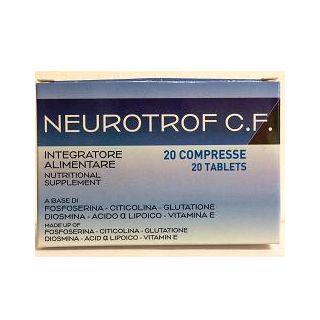 NEUROTROF C.F.
INTEGRATORE
ALIMENTARE
NUTRITIONAL
SUPPLEMENT
20 COMPRESSE
20 TABLETS
A BASE DI
FOSFOSERINA - CITICOLINA - GLUTATIONE
DIOSMINA - ACIDO α LIPOICO - VITAMINA E
MADE UP OF
FOSFOSERINA - CITICOLINA - GLUTATIONE
DIOSMINA - ACID α LIPOICO - VITAMIN E